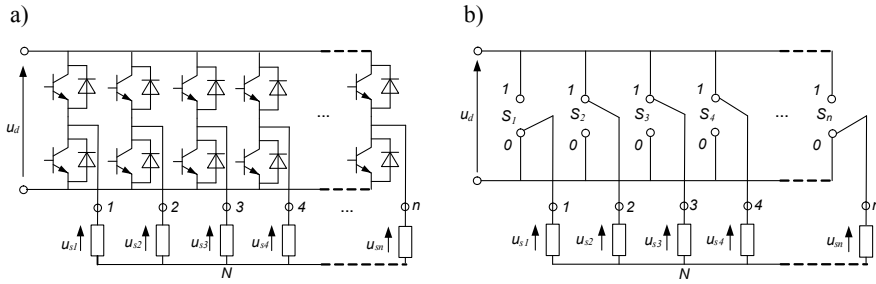 a)
u_d
...
...
1 2 3 4 n
u_s1 u_s2 u_s3 u_s4 u_sn
N
b)
1 1 1 1 1
u_d S_1 S_2 S_3 S_4 ... S_n
0 0 0 0 0
1 2 3 4
u_s1 u_s2 u_s3 u_s4 u_sn
N